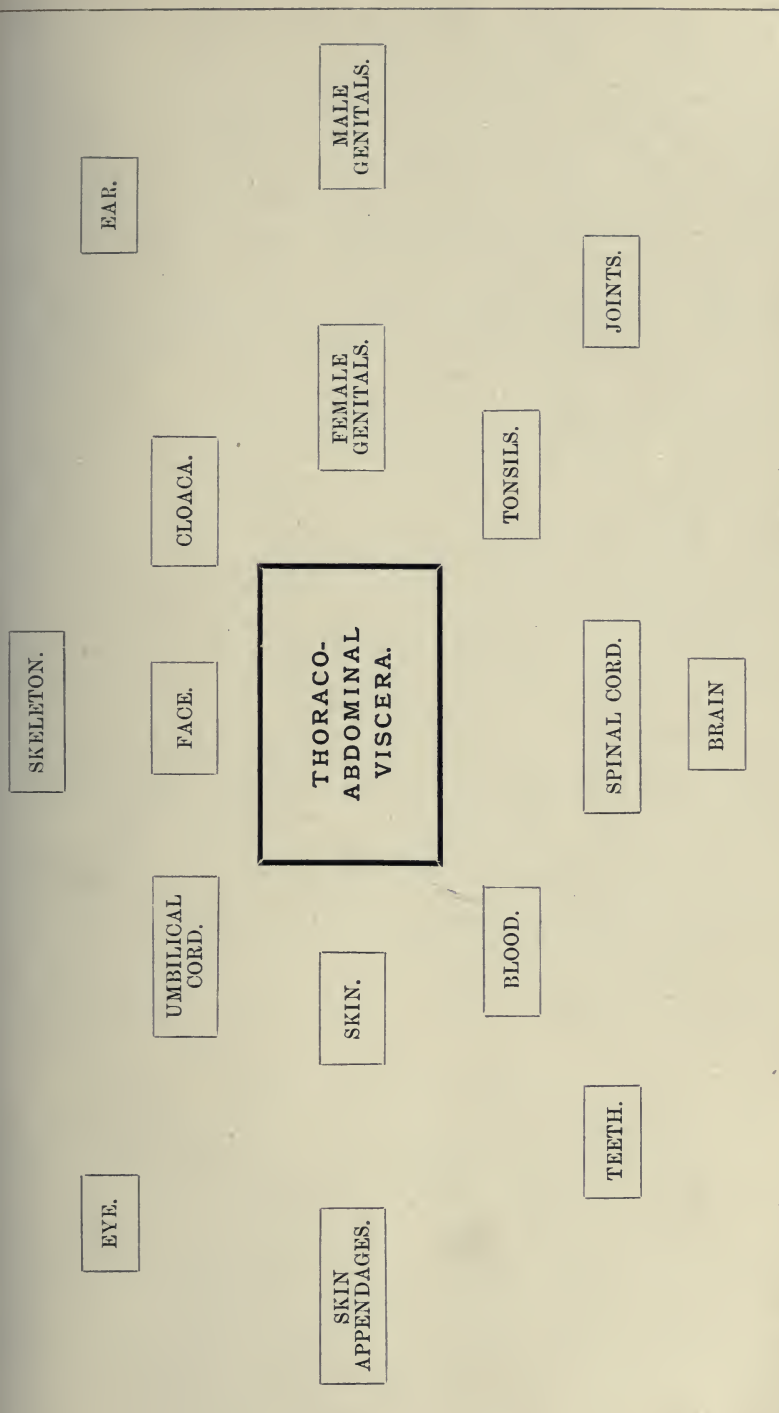 SKELETON.
EYE.
EAR.
UMBILICAL
CORD.
FACE.
CLOACA.
SKIN
APPENDAGES.
SKIN.
THORACO-
ABDOMINAL
VISCERA.
FEMALE
GENITALS.
MALE
GENITALS.
BLOOD.
TONSILS.
TEETH.
SPINAL CORD.
JOINTS.
BRAIN